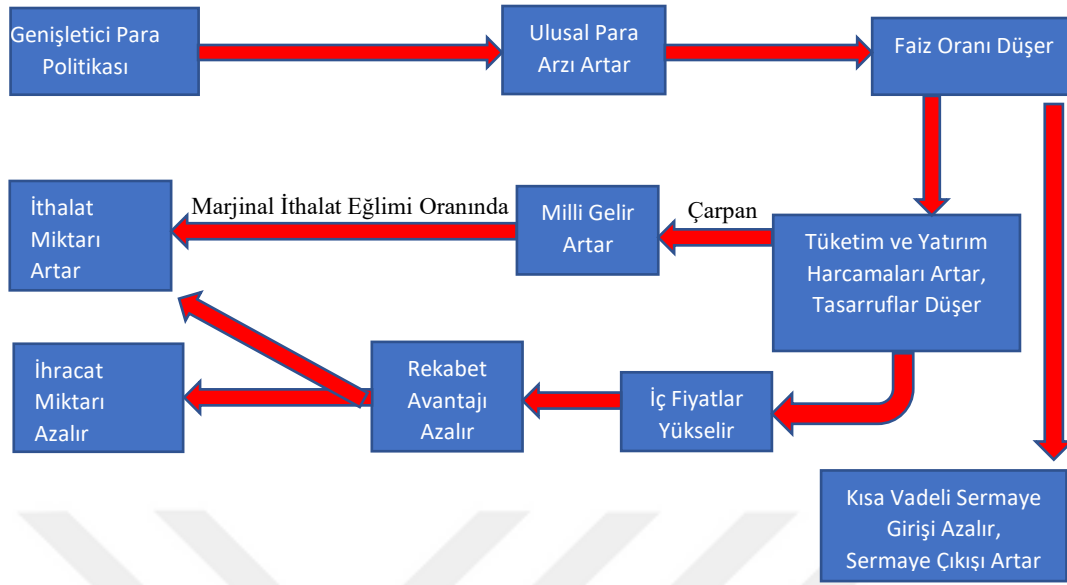 Genişletici Para
Politikası
Ulusal Para
Arzı Artar
Faiz Oranı Düşer
İthalat
Miktarı
Artar
Marjinal İthalat Eğlimi Oranında
Milli Gelir
Artar
Çarpan
Tüketim ve Yatırım
Harcamaları Artar,
Tasarruflar Düşer
İhracat
Miktarı
Azalır
Rekabet
Avantajı
Azalır
İç Fiyatlar
Yükselir
Kısa Vadeli Sermaye
Girişi Azalır,
Sermaye Çıkışı Artar